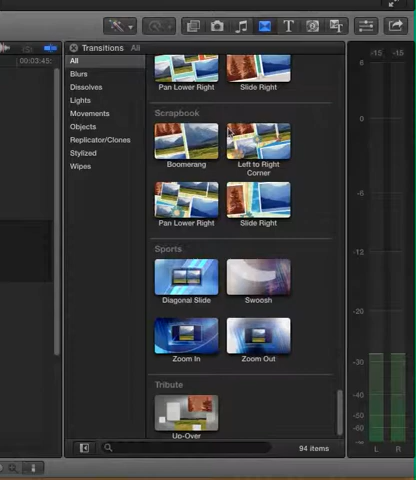 -15 -15
00:03:45:
Transitions All
All
Blurs
Dissolves
Lights
Movements
Objects
Replicator/Clones
Stylized
Wipes
Pan Lower Right
Slide Right
Scrapbook
Boomerang
Left to Right
Corner
Pan Lower Right
Slide Right
Sports
Diagonal Slide
Swoosh
Zoom In
Zoom Out
Tribute
Up-Over
94 items
6
0
-6
-12
-20
-30
-40
-50
-60
-∞
L R